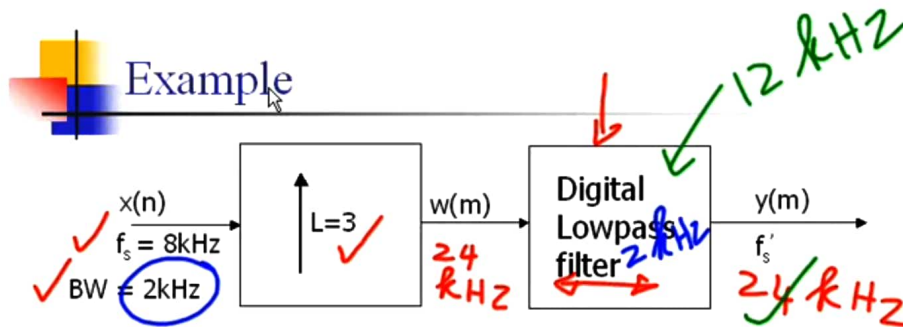 Example
12 kHz
x(n)
fs = 8kHz
BW = 2kHz
L=3
w(m)
24
kHz
Digital
Lowpass
filter
2kHz
y(m)
fs'
24 kHz